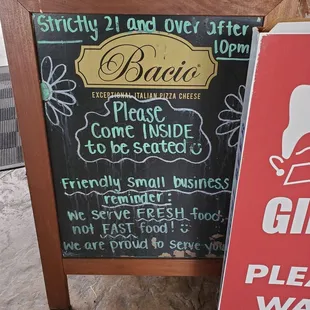 Strictly 21 and over after
10pm
Bacio
EXCEPTIONAL ITALIAN PIZZA CHEESE
Please
Come INSIDE
to be seated
Friendly small business
reminder:
We serve FRESH food,
not FAST food!
We are proud to serve you
GI
PLEA
WA